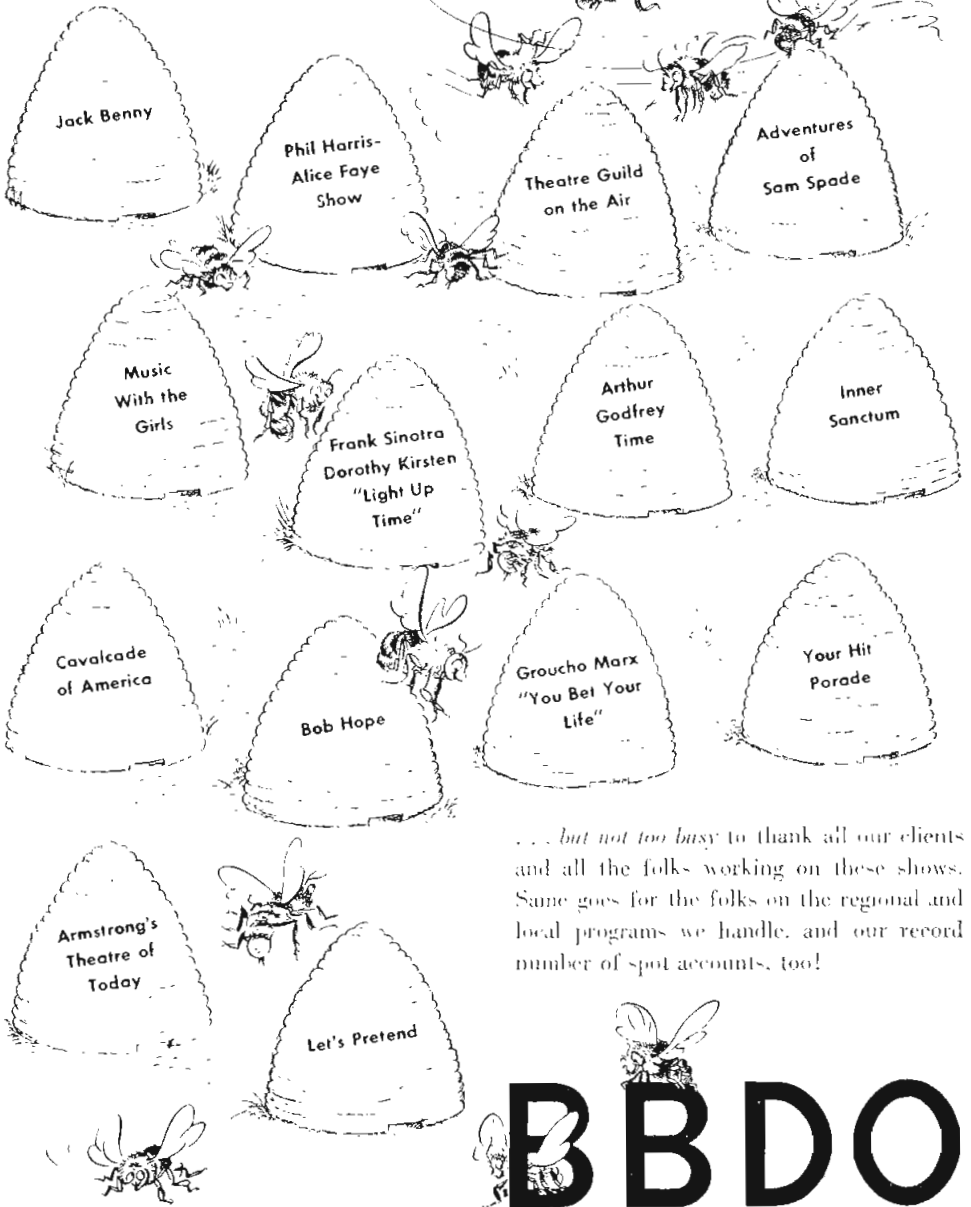 Jack Benny
Phil Harris-
Alice Faye
Show
Theatre Guild
on the Air
Adventures
of
Sam Spade
Music
With the
Girls
Frank Sinatra
Dorothy Kirsten
"Light Up
Time"
Arthur
Godfrey
Time
Inner
Sanctum
Cavalcade
of America
Bob Hope
Groucho Marx
"You Bet Your
Life"
Your Hit
Parade
. . . but not too busy to thank all our clients
and all the folks working on these shows.
Same goes for the folks on the regional and
local programs we handle, and our record
number of spot accounts, too!
Armstrong's
Theatre of
Today
Let's Pretend
BBDO